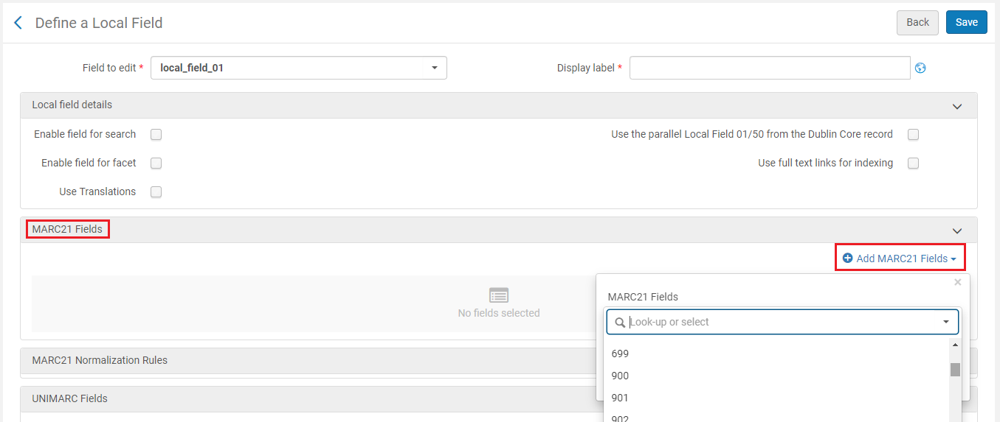 Define a Local Field
Back
Save
Field to edit *
local_field_01
Display label *
Local field details
Enable field for search
Use the parallel Local Field 01/50 from the Dublin Core record
Enable field for facet
Use full text links for indexing
Use Translations
MARC21 Fields
Add MARC21 Fields
No fields selected
MARC21 Fields
Look-up or select
699
900
901
902
MARC21 Normalization Rules
UNIMARC Fields